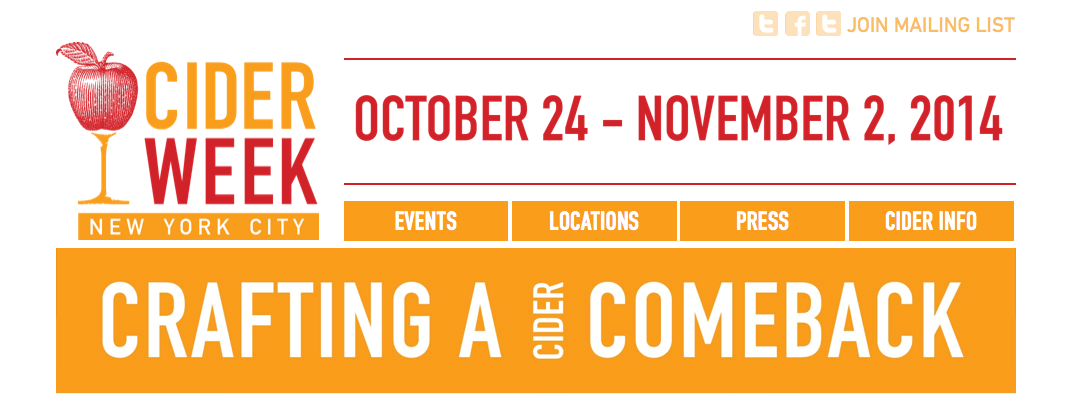 JOIN MAILING LIST
CIDER
WEEK
NEW YORK CITY
OCTOBER 24 – NOVEMBER 2, 2014
EVENTS LOCATIONS PRESS CIDER INFO
CRAFTING A CIDER COMEBACK